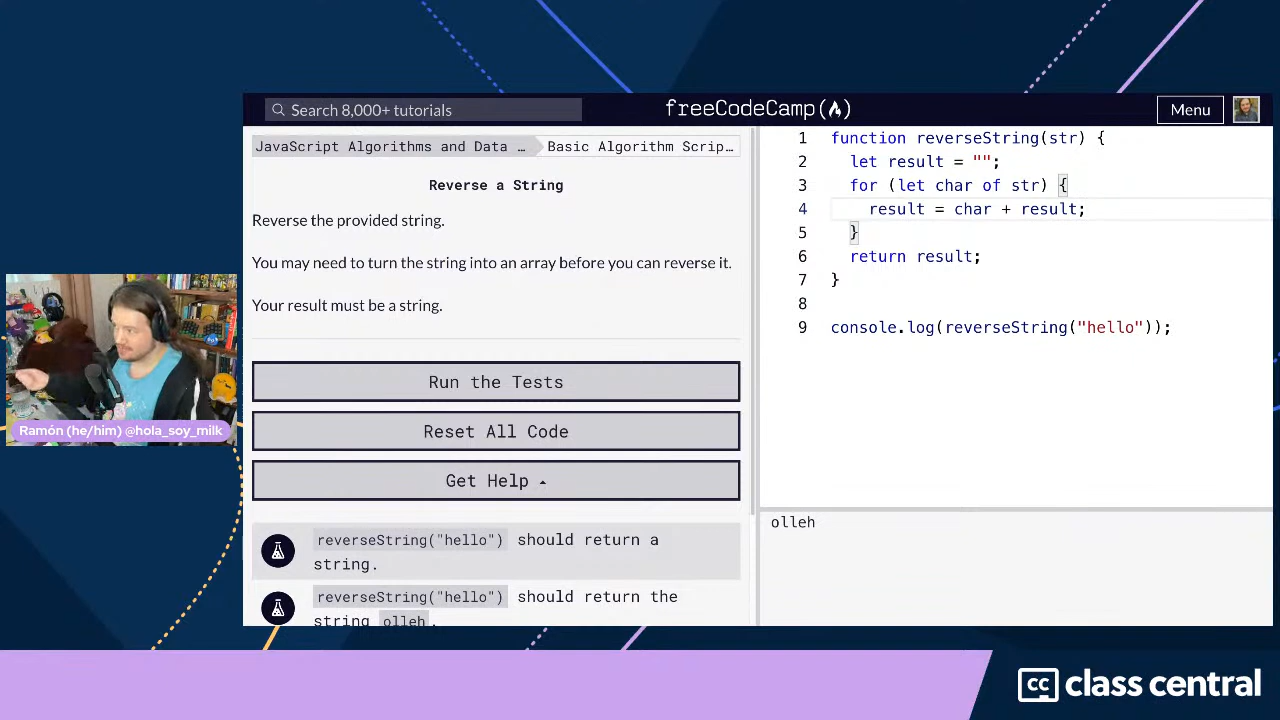 Search 8,000+ tutorials
freeCodeCamp
Menu
JavaScript Algorithms and Data …
Basic Algorithm Scrip…
Reverse a String
Reverse the provided string.
You may need to turn the string into an array before you can reverse it.
Your result must be a string.
Run the Tests
Reset All Code
Get Help
reverseString("hello") should return a
string.
reverseString("hello") should return the
string olleh.
1 function reverseString(str) {
2 let result = "";
3 for (let char of str) {
4 result = char + result;
5 }
6 return result;
7 }
8
9 console.log(reverseString("hello"));
olleh
Ramón (he/him) @hola_soy_milk
cc class central